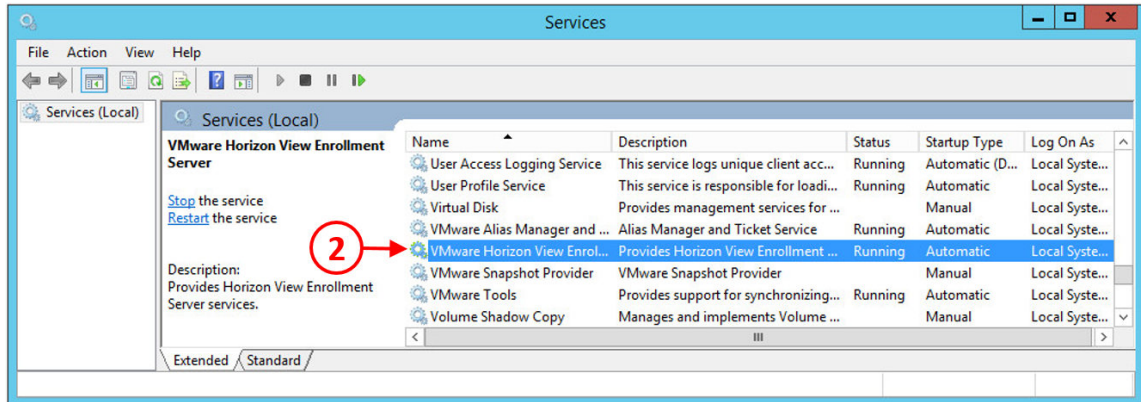 Services
File Action View Help
Services (Local)
Services (Local)
VMware Horizon View Enrollment
Server
Stop the service
Restart the service
Description:
Provides Horizon View Enrollment
Server services.
2
Name Description Status Startup Type Log On As
User Access Logging Service This service logs unique client acc... Running Automatic (D... Local Syste...
User Profile Service This service is responsible for loadi... Running Automatic Local Syste...
Virtual Disk Provides management services for ... Manual Local Syste...
VMware Alias Manager and ... Alias Manager and Ticket Service Running Automatic Local Syste...
VMware Horizon View Enrol... Provides Horizon View Enrollment ... Running Automatic Local Syste...
VMware Snapshot Provider VMware Snapshot Provider Manual Local Syste...
VMware Tools Provides support for synchronizing... Running Automatic Local Syste...
Volume Shadow Copy Manages and implements Volume ... Manual Local Syste...
Extended Standard